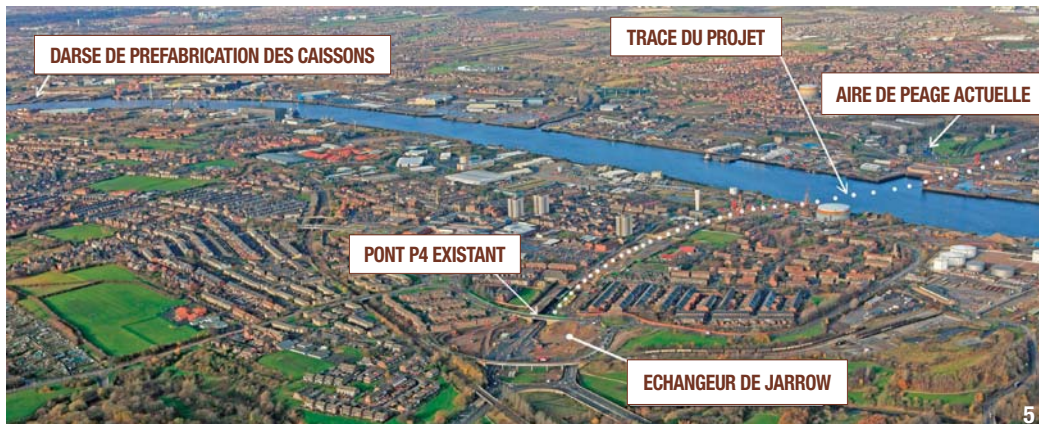 DARSE DE PREFABRICATION DES CAISSONS
TRACE DU PROJET
AIRE DE PEAGE ACTUELLE
PONT P4 EXISTANT
ECHANGEUR DE JARROW
5